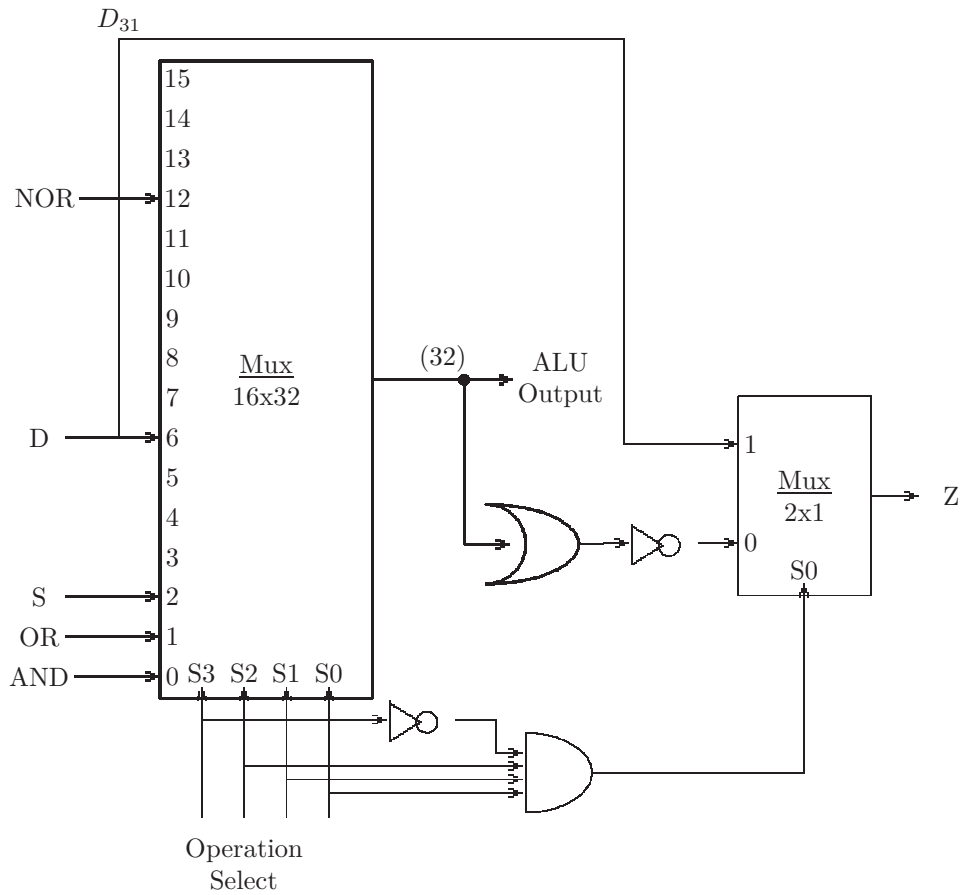 D31
15
14
13
NOR
12
11
10
9
(32)
ALU
8
Mux
Output
16x32
7
D
6
1
5
Mux
Z
2x1
4
0
3
S0
S
2
OR
1
AND
0
S3 S2 S1 S0
Operation
Select